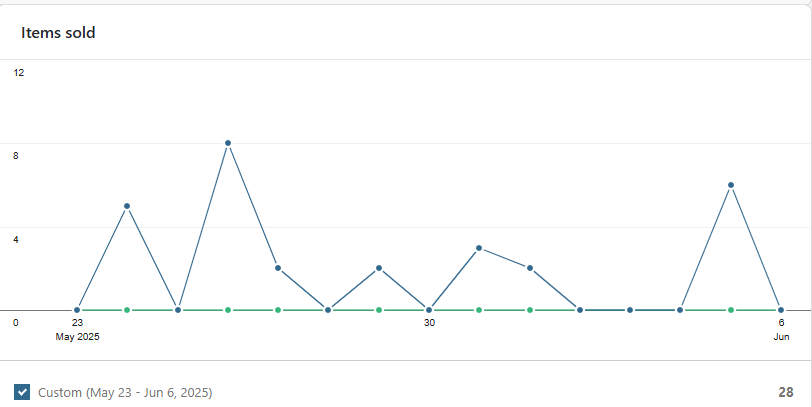 Items sold
12
8
4
0
23 30 6
May 2025 Jun
Custom (May 23 - Jun 6, 2025) 28